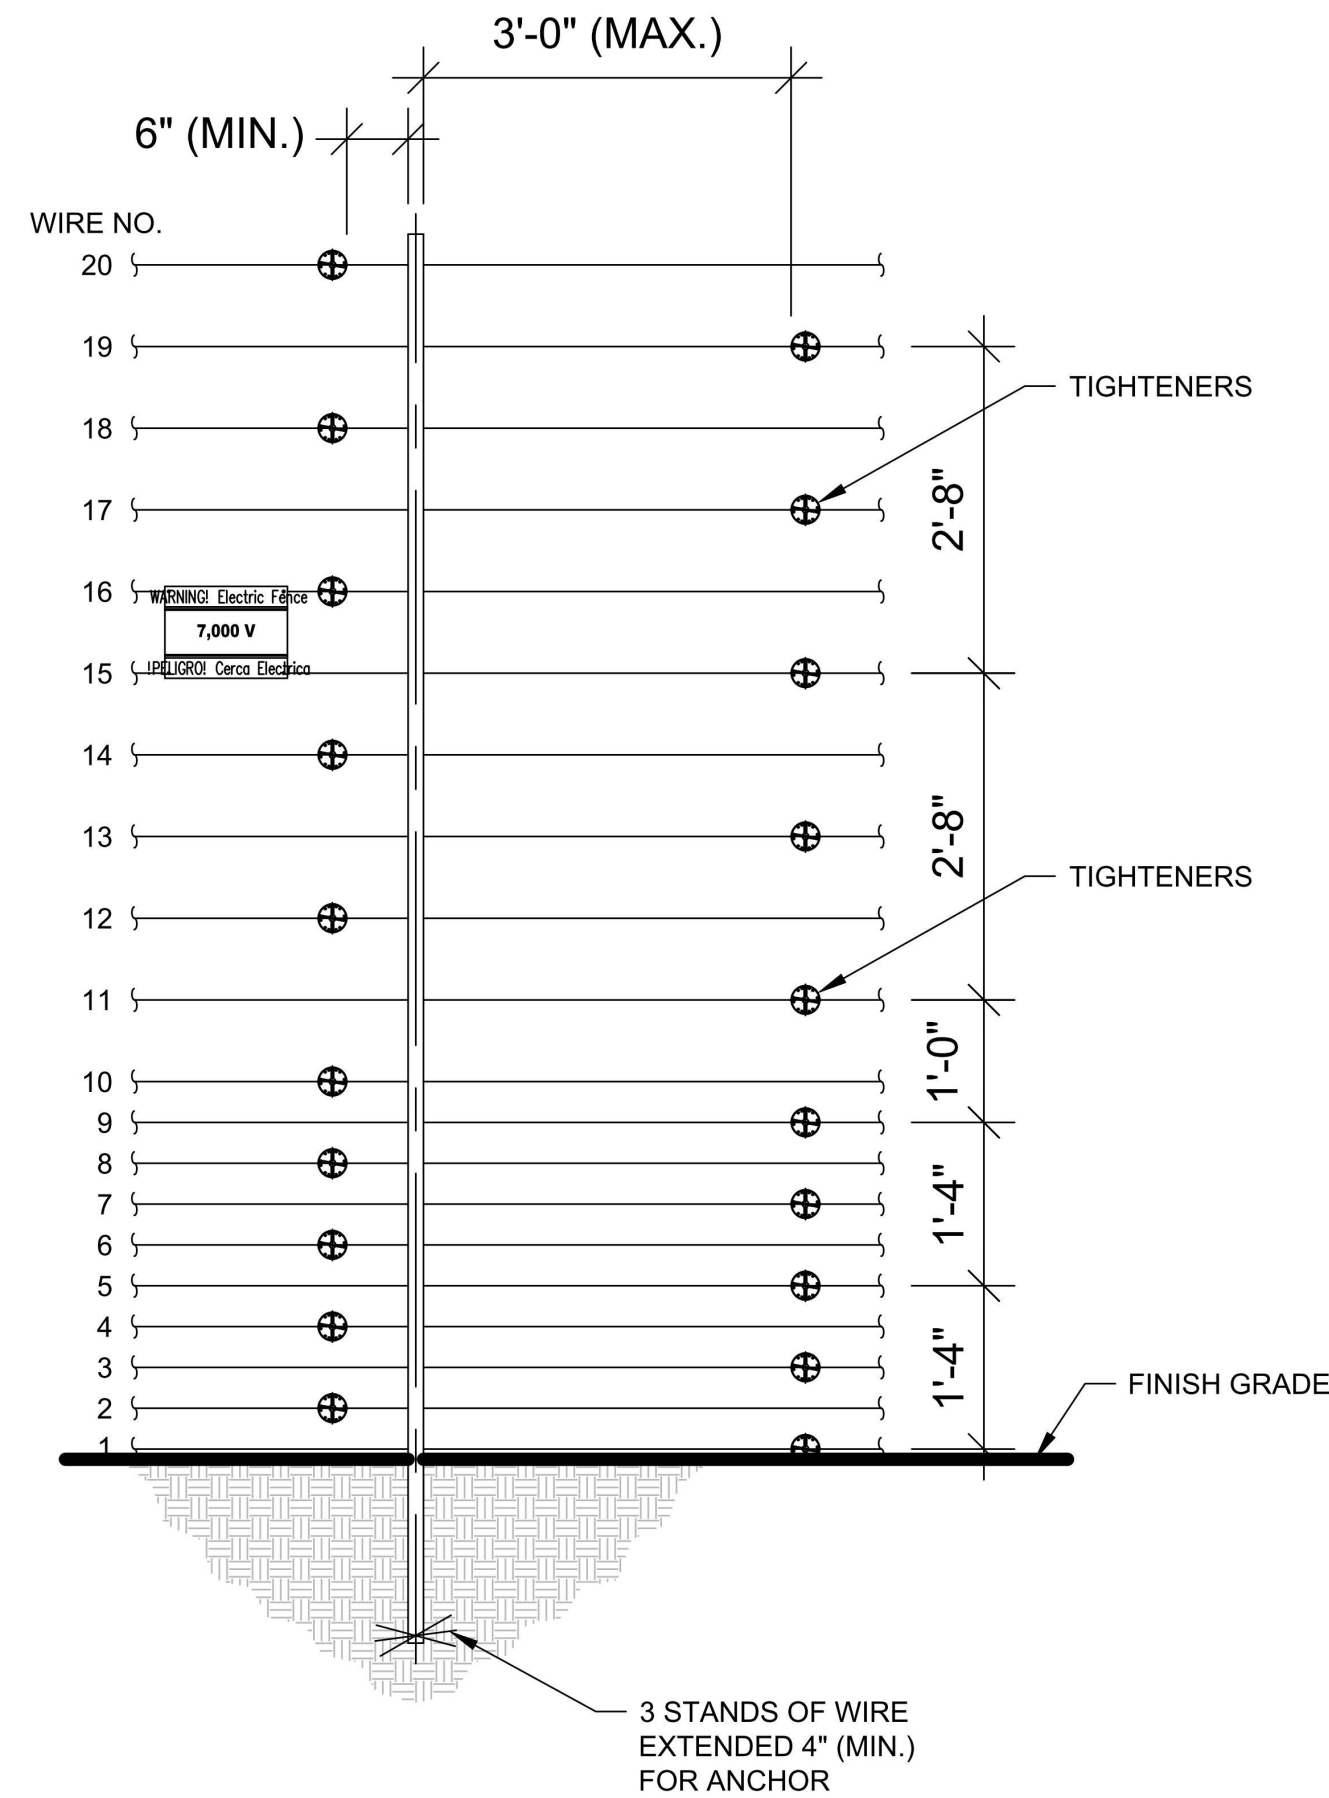 3'-0" (MAX.)
6" (MIN.)
WIRE NO.
20
19
TIGHTENERS
18
2'-8"
17
16
WARNING! Electric Fence
7,000 V
!PELIGRO! Cerca Electrica
15
14
2'-8"
13
TIGHTENERS
12
11
1'-0"
10
9
8
1'-4"
7
6
5
4
1'-4"
3
FINISH GRADE
2
1
3 STANDS OF WIRE
EXTENDED 4" (MIN.)
FOR ANCHOR